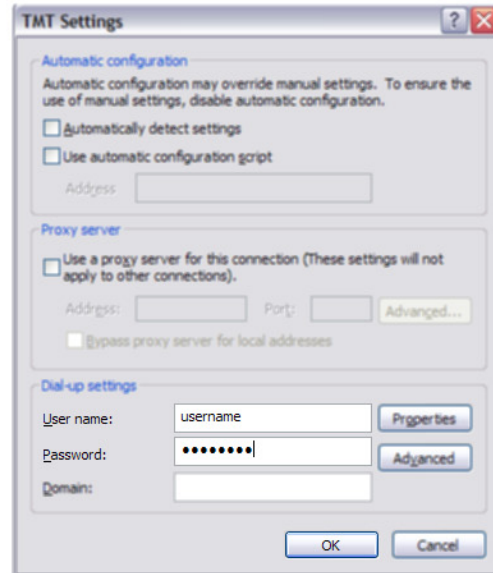 TMT Settings
Automatic configuration
Automatic configuration may override manual settings. To ensure the
use of manual settings, disable automatic configuration.
Automatically detect settings
Use automatic configuration script
Address
Proxy server
Use a proxy server for this connection (These settings will not
apply to other connections).
Address:
Port:
Advanced...
Bypass proxy server for local addresses
Dial-up settings
User name:
username
Properties
Password:
••••••••
Advanced
Domain:
OK
Cancel